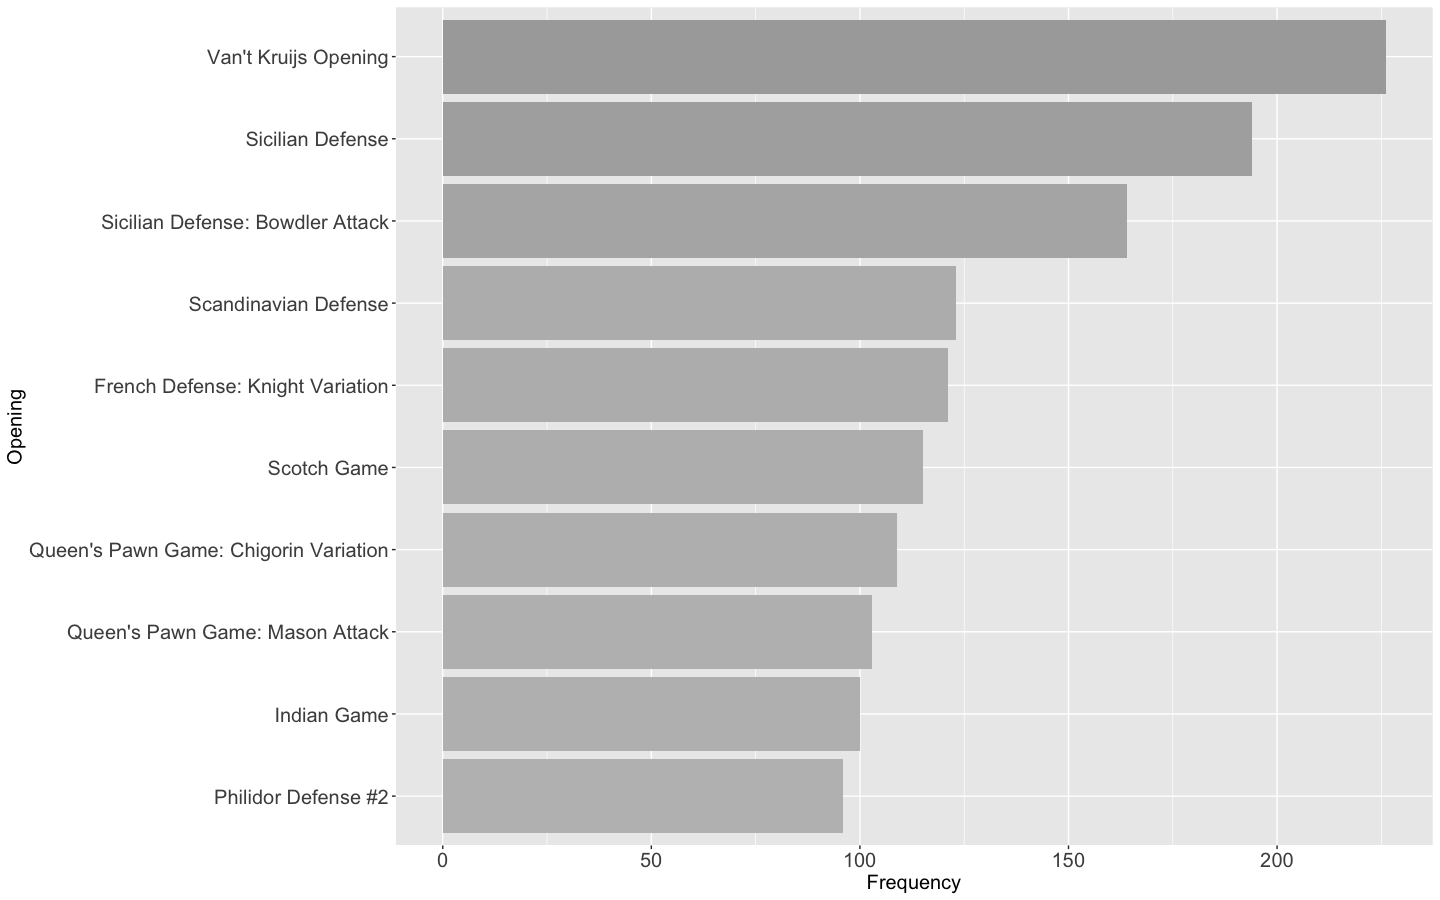 Van't Kruijs Opening
Sicilian Defense
Sicilian Defense: Bowdler Attack
Scandinavian Defense
French Defense: Knight Variation
Scotch Game
Queen's Pawn Game: Chigorin Variation
Queen's Pawn Game: Mason Attack
Indian Game
Philidor Defense #2
Opening
0 50 100 150 200
Frequency